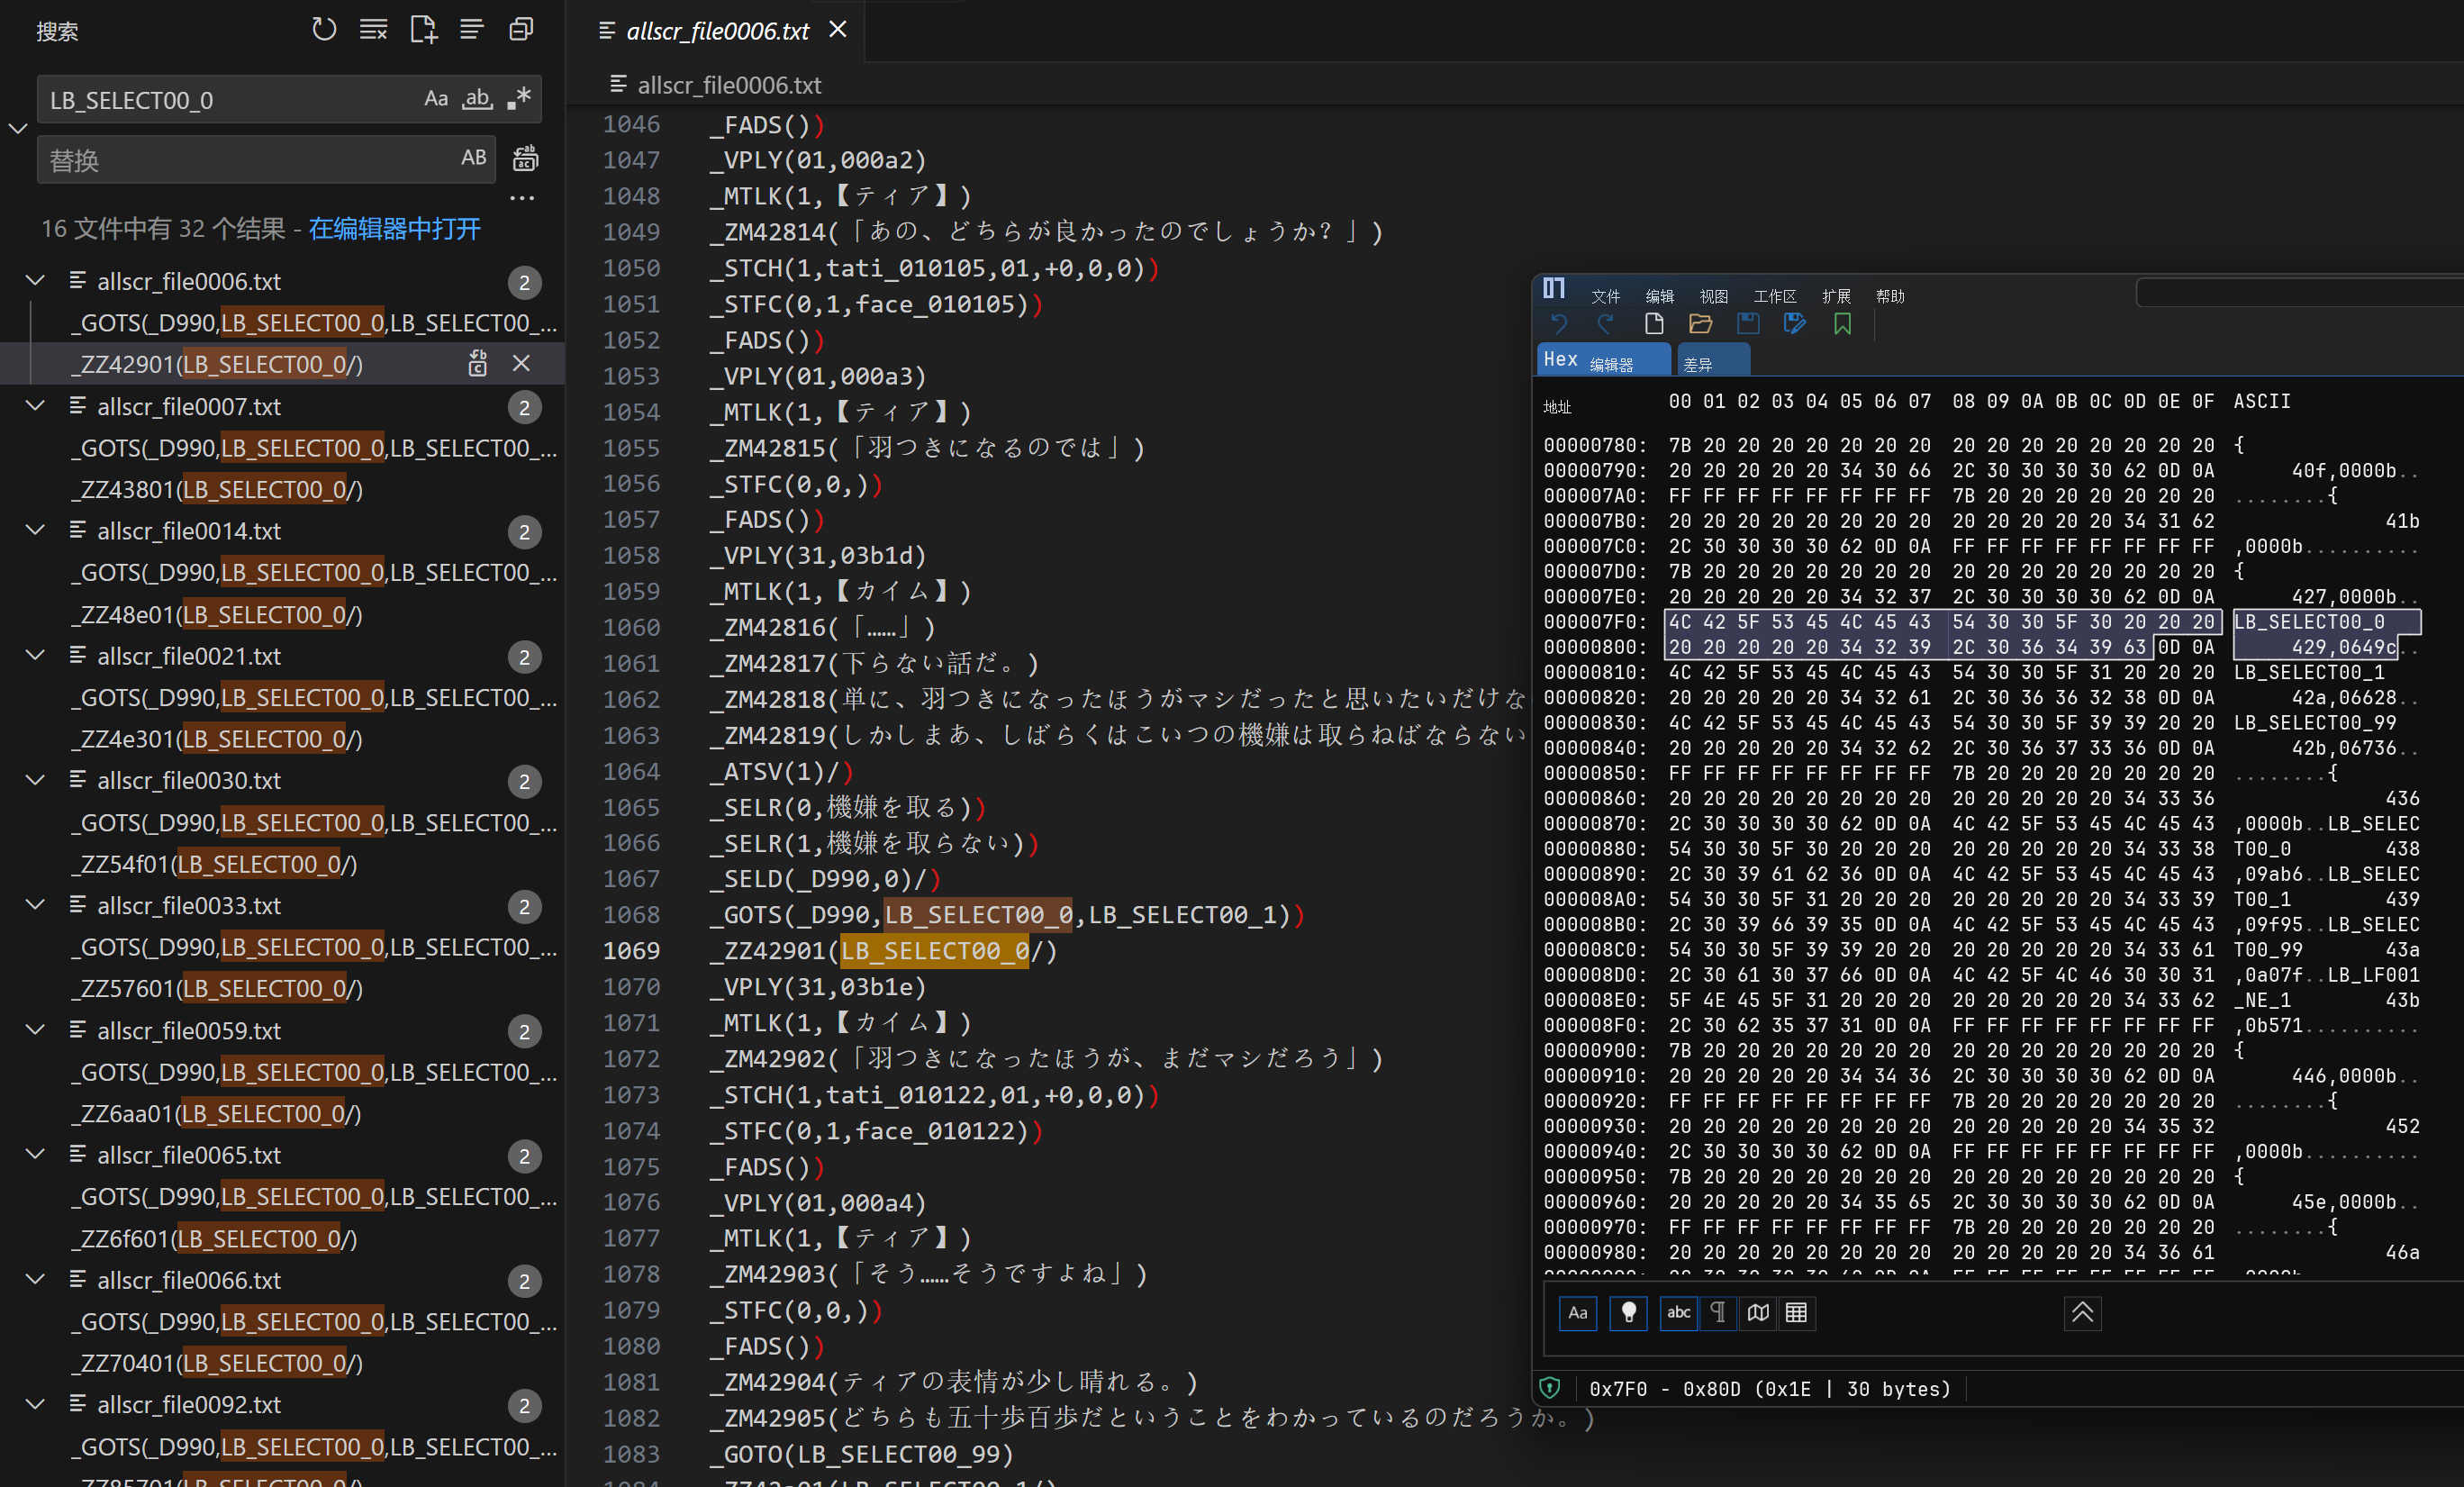 搜索
LB_SELECT00_0
Aa ab .*
替换
AB
16 文件中有 32 个结果 - 在编辑器中打开
allscr_file0006.txt 2
_GOTS(_D990,LB_SELECT00_0,LB_SELECT00_...
_ZZ42901(LB_SELECT00_0/)
allscr_file0007.txt 2
_GOTS(_D990,LB_SELECT00_0,LB_SELECT00_...
_ZZ43801(LB_SELECT00_0/)
allscr_file0014.txt 2
_GOTS(_D990,LB_SELECT00_0,LB_SELECT00_...
_ZZ48e01(LB_SELECT00_0/)
allscr_file0021.txt 2
_GOTS(_D990,LB_SELECT00_0,LB_SELECT00_...
_ZZ4e301(LB_SELECT00_0/)
allscr_file0030.txt 2
_GOTS(_D990,LB_SELECT00_0,LB_SELECT00_...
_ZZ54f01(LB_SELECT00_0/)
allscr_file0033.txt 2
_GOTS(_D990,LB_SELECT00_0,LB_SELECT00_...
_ZZ57601(LB_SELECT00_0/)
allscr_file0059.txt 2
_GOTS(_D990,LB_SELECT00_0,LB_SELECT00_...
_ZZ6aa01(LB_SELECT00_0/)
allscr_file0065.txt 2
_GOTS(_D990,LB_SELECT00_0,LB_SELECT00_...
_ZZ6f601(LB_SELECT00_0/)
allscr_file0066.txt 2
_GOTS(_D990,LB_SELECT00_0,LB_SELECT00_...
_ZZ70401(LB_SELECT00_0/)
allscr_file0092.txt 2
_GOTS(_D990,LB_SELECT00_0,LB_SELECT00_...
allscr_file0006.txt
allscr_file0006.txt
1046 _FADS())
1047 _VPLY(01,000a2)
1048 _MTLK(1,【ティア】)
1049 _ZM42814(「あの、どちらが良かったのでしょうか？」)
1050 _STCH(1,tati_010105,01,+0,0,0))
1051 _STFC(0,1,face_010105))
1052 _FADS())
1053 _VPLY(01,000a3)
1054 _MTLK(1,【ティア】)
1055 _ZM42815(「羽つきになるのでは」)
1056 _STFC(0,0,))
1057 _FADS())
1058 _VPLY(31,03b1d)
1059 _MTLK(1,【カイム】)
1060 _ZM42816(「……」)
1061 _ZM42817(下らない話だ。)
1062 _ZM42818(単に、羽つきになったほうがマシだったと思いたいだけな
1063 _ZM42819(しかしまあ、しばらくはこいつの機嫌は取らねばならない
1064 _ATSV(1)/)
1065 _SELR(0,機嫌を取る))
1066 _SELR(1,機嫌を取らない))
1067 _SELD(_D990,0)/)
1068 _GOTS(_D990,LB_SELECT00_0,LB_SELECT00_1))
1069 _ZZ42901(LB_SELECT00_0/)
1070 _VPLY(31,03b1e)
1071 _MTLK(1,【カイム】)
1072 _ZM42902(「羽つきになったほうが、まだマシだろう」)
1073 _STCH(1,tati_010122,01,+0,0,0))
1074 _STFC(0,1,face_010122))
1075 _FADS())
1076 _VPLY(01,000a4)
1077 _MTLK(1,【ティア】)
1078 _ZM42903(「そう……そうですよね」)
1079 _STFC(0,0,))
1080 _FADS())
1081 _ZM42904(ティアの表情が少し晴れる。)
1082 _ZM42905(どちらも五十歩百歩だということをわかっているのだろうか。)
1083 _GOTO(LB_SELECT00_99)
文件 编辑 视图 工作区 扩展 帮助
Hex 编辑器 差异
地址 00 01 02 03 04 05 06 07 08 09 0A 0B 0C 0D 0E 0F ASCII
00000780: 7B 20 20 20 20 20 20 20 20 20 20 20 20 20 20 20 {
00000790: 20 20 20 20 20 34 30 66 2C 30 30 30 30 62 0D 0A 40f,0000b..
000007A0: FF FF FF FF FF FF FF FF 7B 20 20 20 20 20 20 20 ........{
000007B0: 20 20 20 20 20 20 20 20 20 20 20 20 20 34 31 62 41b
000007C0: 2C 30 30 30 30 62 0D 0A FF FF FF FF FF FF FF FF ,0000b..........
000007D0: 7B 20 20 20 20 20 20 20 20 20 20 20 20 20 20 20 {
000007E0: 20 20 20 20 20 34 32 37 2C 30 30 30 30 62 0D 0A 427,0000b..
000007F0: 4C 42 5F 53 45 4C 45 43 54 30 30 5F 30 20 20 20 LB_SELECT00_0
00000800: 20 20 20 20 20 34 32 39 2C 30 36 34 39 63 0D 0A 429,0649c..
00000810: 4C 42 5F 53 45 4C 45 43 54 30 30 5F 31 20 20 20 LB_SELECT00_1
00000820: 20 20 20 20 20 34 32 61 2C 30 36 36 32 38 0D 0A 42a,06628..
00000830: 4C 42 5F 53 45 4C 45 43 54 30 30 5F 39 39 20 20 LB_SELECT00_99
00000840: 20 20 20 20 20 34 32 62 2C 30 36 37 33 36 0D 0A 42b,06736..
00000850: FF FF FF FF FF FF FF FF 7B 20 20 20 20 20 20 20 ........{
00000860: 20 20 20 20 20 20 20 20 20 20 20 20 20 34 33 36 436
00000870: 2C 30 30 30 30 62 0D 0A 4C 42 5F 53 45 4C 45 43 ,0000b..LB_SELEC
00000880: 54 30 30 5F 30 20 20 20 20 20 20 20 20 34 33 38 T00_0 438
00000890: 2C 30 39 61 62 36 0D 0A 4C 42 5F 53 45 4C 45 43 ,09ab6..LB_SELEC
000008A0: 54 30 30 5F 31 20 20 20 20 20 20 20 20 34 33 39 T00_1 439
000008B0: 2C 30 39 66 39 35 0D 0A 4C 42 5F 53 45 4C 45 43 ,09f95..LB_SELEC
000008C0: 54 30 30 5F 39 39 20 20 20 20 20 20 20 34 33 61 T00_99 43a
000008D0: 2C 30 61 30 37 66 0D 0A 4C 42 5F 4C 46 30 30 31 ,0a07f..LB_LF001
000008E0: 5F 4E 45 5F 31 20 20 20 20 20 20 20 20 34 33 62 _NE_1 43b
000008F0: 2C 30 62 35 37 31 0D 0A FF FF FF FF FF FF FF FF ,0b571..........
00000900: 7B 20 20 20 20 20 20 20 20 20 20 20 20 20 20 20 {
00000910: 20 20 20 20 20 34 34 36 2C 30 30 30 30 62 0D 0A 446,0000b..
00000920: FF FF FF FF FF FF FF FF 7B 20 20 20 20 20 20 20 ........{
00000930: 20 20 20 20 20 20 20 20 20 20 20 20 20 34 35 32 452
00000940: 2C 30 30 30 30 62 0D 0A FF FF FF FF FF FF FF FF ,0000b..........
00000950: 7B 20 20 20 20 20 20 20 20 20 20 20 20 20 20 20 {
00000960: 20 20 20 20 20 34 35 65 2C 30 30 30 30 62 0D 0A 45e,0000b..
00000970: FF FF FF FF FF FF FF FF 7B 20 20 20 20 20 20 20 ........{
00000980: 20 20 20 20 20 20 20 20 20 20 20 20 20 34 36 61 46a
Aa abc
0x7F0 - 0x80D (0x1E | 30 bytes)